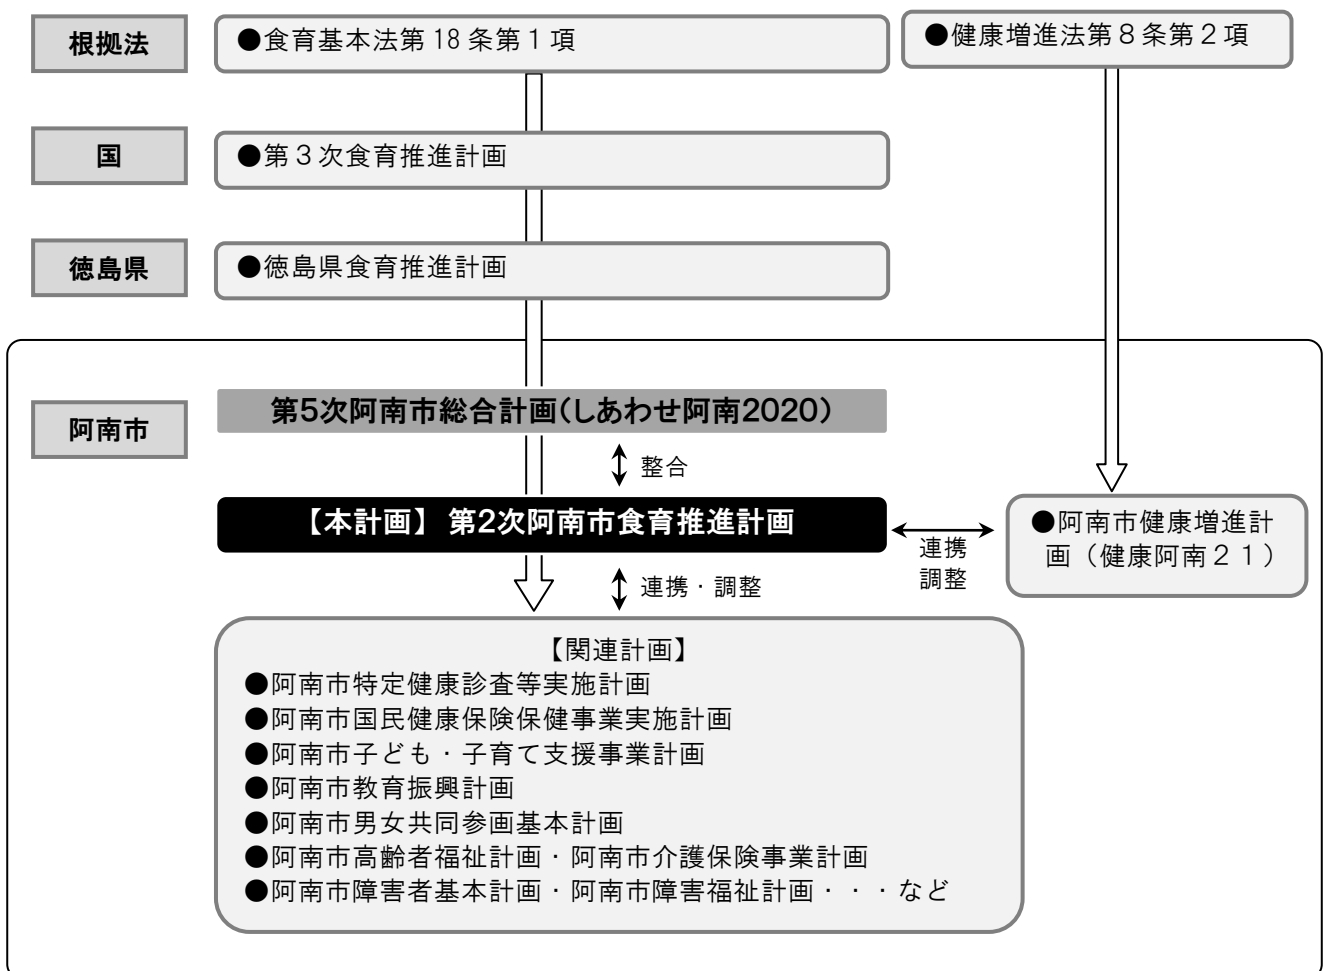 根拠法
●食育基本法第 18 条第１項
●健康増進法第８条第２項
国
●第３次食育推進計画
徳島県
●徳島県食育推進計画
阿南市
第5次阿南市総合計画(しあわせ阿南2020)
整合
【本計画】 第2次阿南市食育推進計画
連携
調整
●阿南市健康増進計
画（健康阿南２１）
連携・調整
【関連計画】
●阿南市特定健康診査等実施計画
●阿南市国民健康保険保健事業実施計画
●阿南市子ども・子育て支援事業計画
●阿南市教育振興計画
●阿南市男女共同参画基本計画
●阿南市高齢者福祉計画・阿南市介護保険事業計画
●阿南市障害者基本計画・阿南市障害福祉計画・・・など